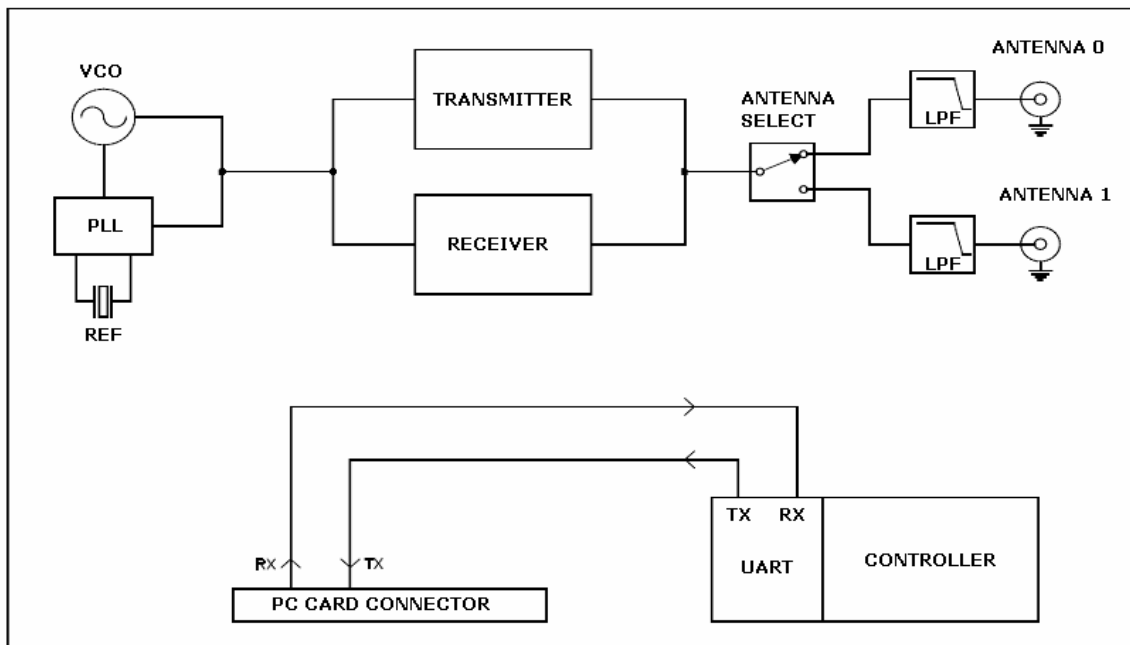 VCO
PLL
REF
TRANSMITTER
RECEIVER
ANTENNA
SELECT
ANTENNA 0
LPF
ANTENNA 1
LPF
RX
TX
PC CARD CONNECTOR
TX RX
UART
CONTROLLER